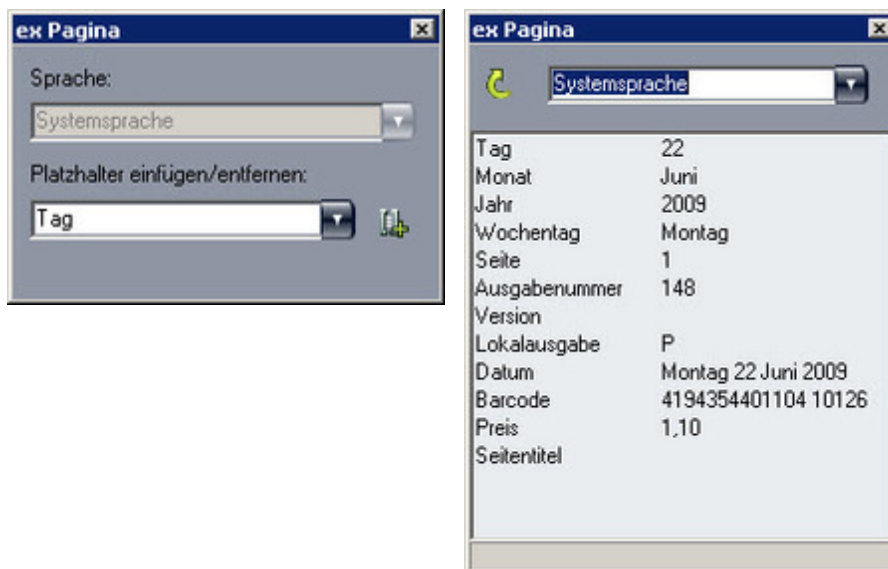 ex Pagina
Sprache:
Systemsprache
Platzhalter einfügen/entfernen:
Tag
ex Pagina
Systemsprache
Tag 22
Monat Juni
Jahr 2009
Wochentag Montag
Seite 1
Ausgabenummer 148
Version
Lokalausgabe P
Datum Montag 22 Juni 2009
Barcode 4194354401104 10126
Preis 1,10
Seitentitel